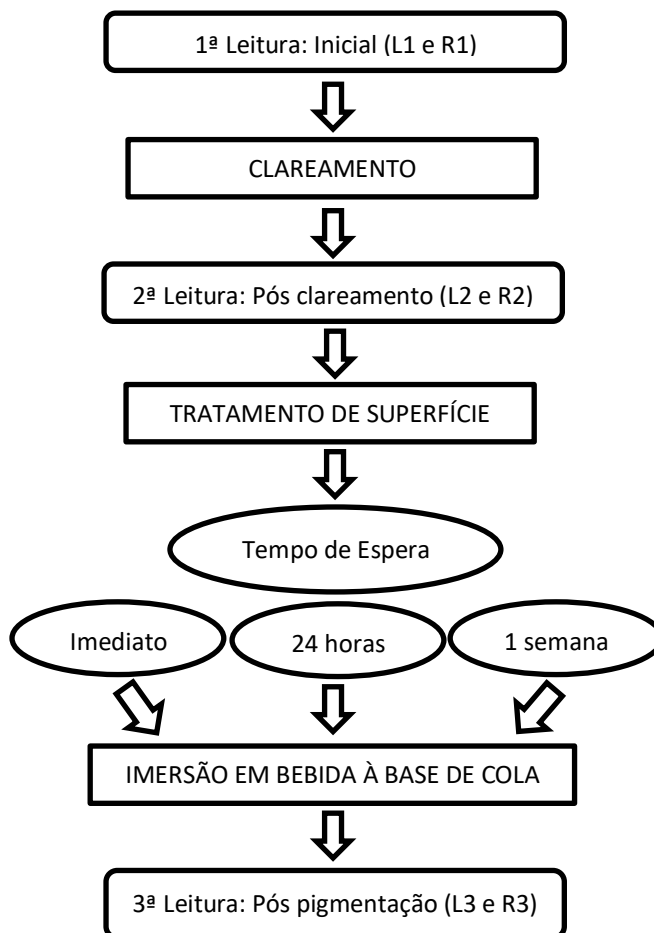 1ª Leitura: Inicial (L1 e R1)
CLAREAMENTO
2ª Leitura: Pós clareamento (L2 e R2)
TRATAMENTO DE SUPERFÍCIE
Tempo de Espera
Imediato
24 horas
1 semana
IMERSÃO EM BEBIDA À BASE DE COLA
3ª Leitura: Pós pigmentação (L3 e R3)